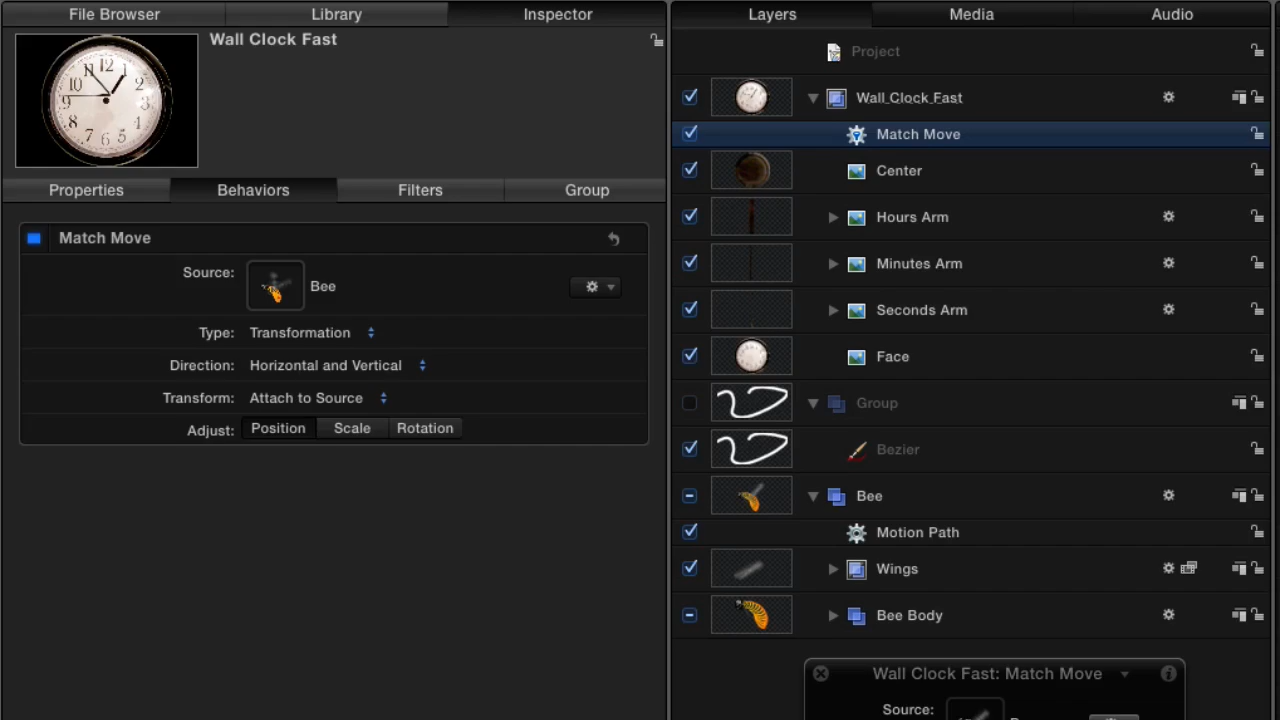 File Browser
Library
Inspector
Wall Clock Fast
Properties
Behaviors
Filters
Group
Match Move
Source:
Bee
Type: Transformation
Direction: Horizontal and Vertical
Transform: Attach to Source
Adjust: Position Scale Rotation
Layers
Media
Audio
Project
Wall Clock Fast
Match Move
Center
Hours Arm
Minutes Arm
Seconds Arm
Face
Group
Bezier
Bee
Motion Path
Wings
Bee Body
Wall Clock Fast: Match Move
Source: